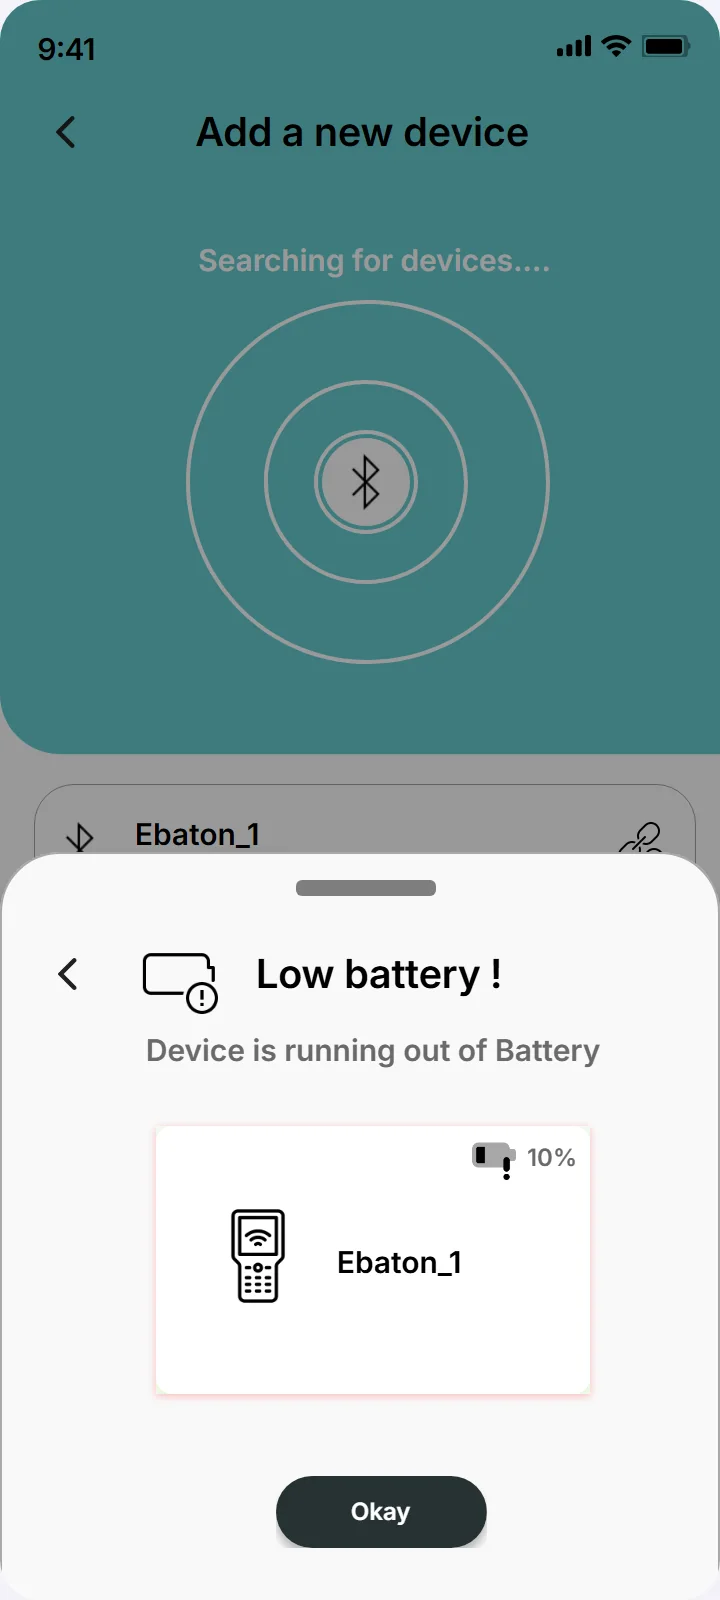 9:41
Add a new device
Searching for devices....
Ebaton_1
Low battery !
Device is running out of Battery
10%
Ebaton_1
Okay